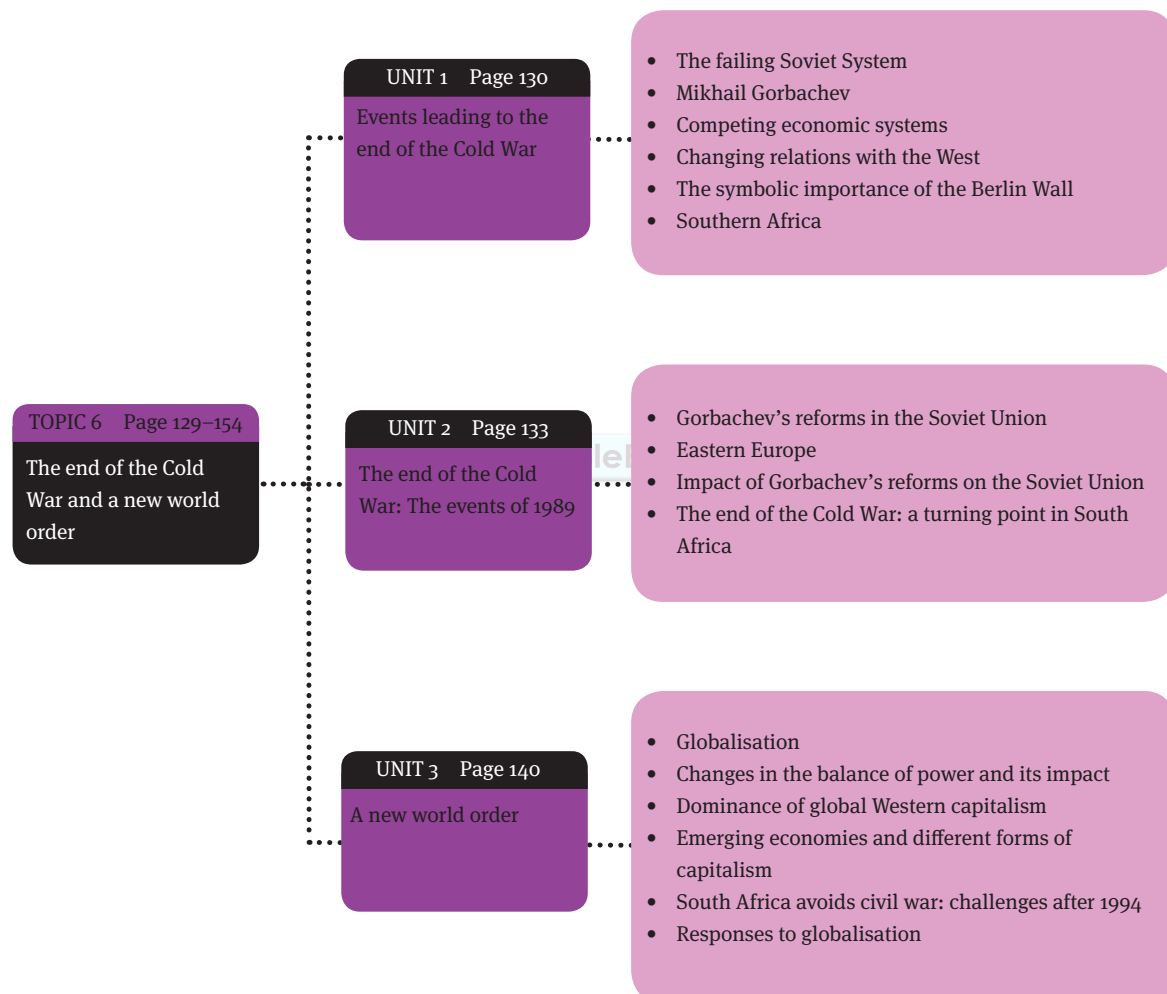 TOPIC 6 Page 129–154
The end of the Cold
War and a new world
order
UNIT 1 Page 130
Events leading to the
end of the Cold War
• The failing Soviet System
• Mikhail Gorbachev
• Competing economic systems
• Changing relations with the West
• The symbolic importance of the Berlin Wall
• Southern Africa
UNIT 2 Page 133
The end of the Cold
War: The events of 1989
• Gorbachev’s reforms in the Soviet Union
• Eastern Europe
• Impact of Gorbachev’s reforms on the Soviet Union
• The end of the Cold War: a turning point in South
Africa
UNIT 3 Page 140
A new world order
• Globalisation
• Changes in the balance of power and its impact
• Dominance of global Western capitalism
• Emerging economies and different forms of
capitalism
• South Africa avoids civil war: challenges after 1994
• Responses to globalisation